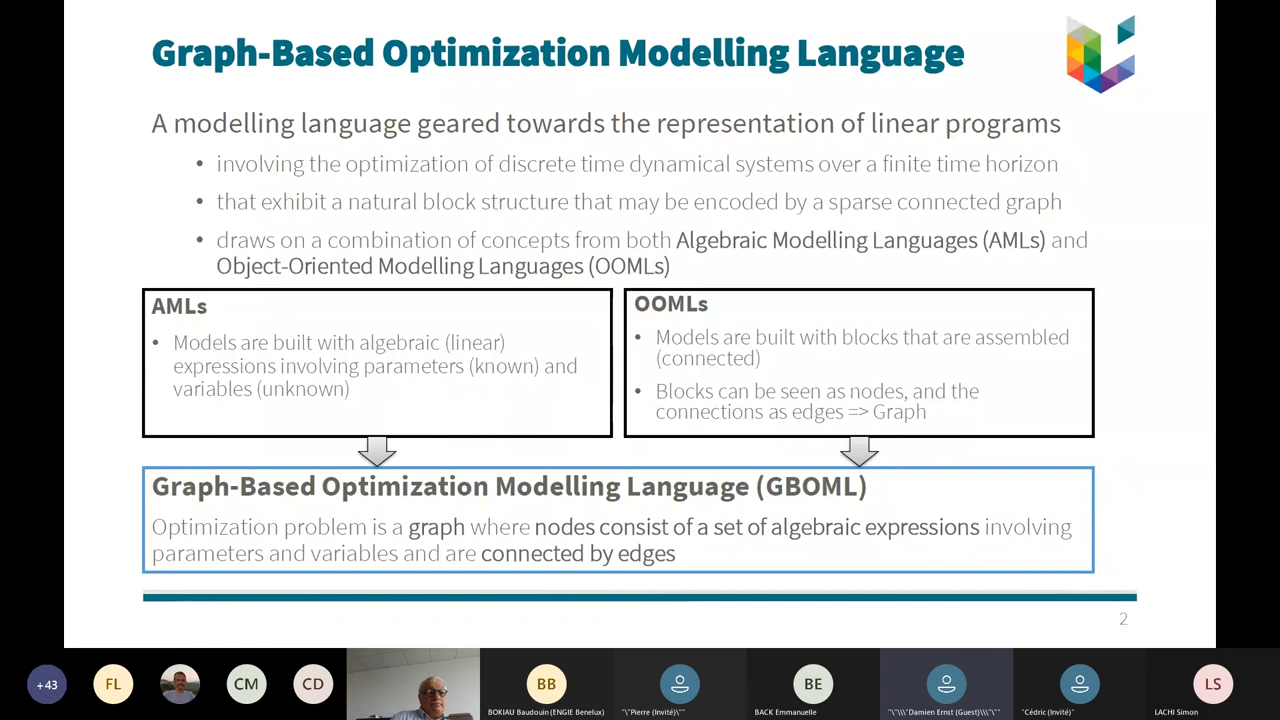 Graph-Based Optimization Modelling Language
A modelling language geared towards the representation of linear programs
• involving the optimization of discrete time dynamical systems over a finite time horizon
• that exhibit a natural block structure that may be encoded by a sparse connected graph
• draws on a combination of concepts from both Algebraic Modelling Languages (AMLs) and
Object-Oriented Modelling Languages (OOMLs)
AMLs
• Models are built with algebraic (linear)
expressions involving parameters (known) and
variables (unknown)
OOMLs
• Models are built with blocks that are assembled
(connected)
• Blocks can be seen as nodes, and the
connections as edges => Graph
Graph-Based Optimization Modelling Language (GBOML)
Optimization problem is a graph where nodes consist of a set of algebraic expressions involving
parameters and variables and are connected by edges
2
+43
FL
CM
CD
BB
BOKIAU Baudouin (ENGIE Benelux)
"\"Pierre (Invité)\""
BE
BACK Emmanuelle
"\"\\\"Damien Ernst (Guest)\\\"\""
"Cédric (Invité)"
LS
LACHI Simon